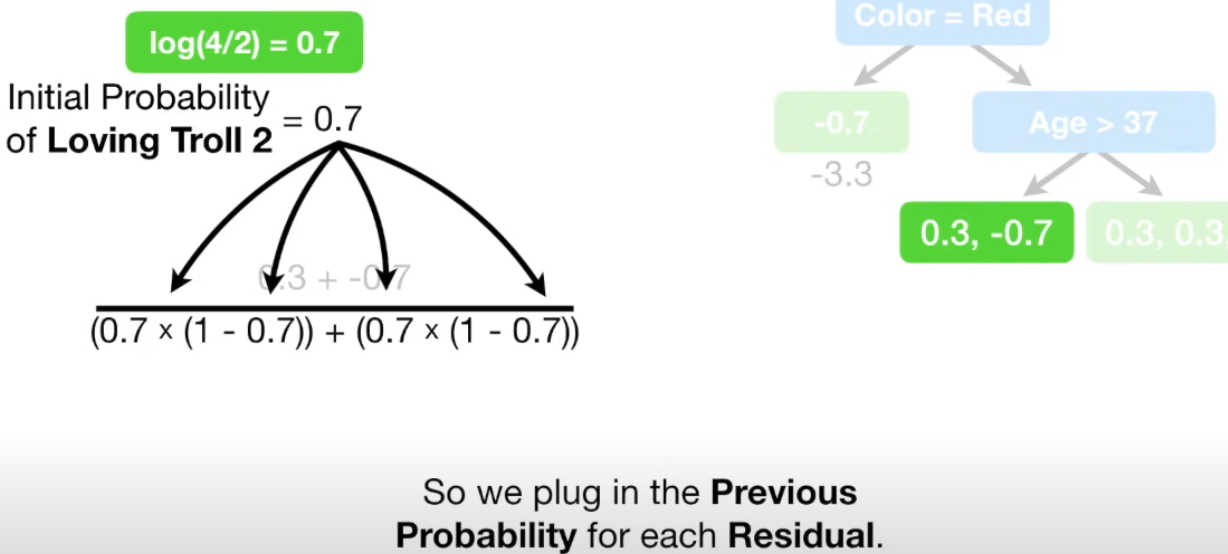 log(4/2) = 0.7
Initial Probability
of Loving Troll 2 = 0.7
0.3 + -0.7
(0.7 × (1 - 0.7)) + (0.7 × (1 - 0.7))
Color = Red
-0.7
Age > 37
-3.3
0.3, -0.7
0.3, 0.3
So we plug in the Previous
Probability for each Residual.